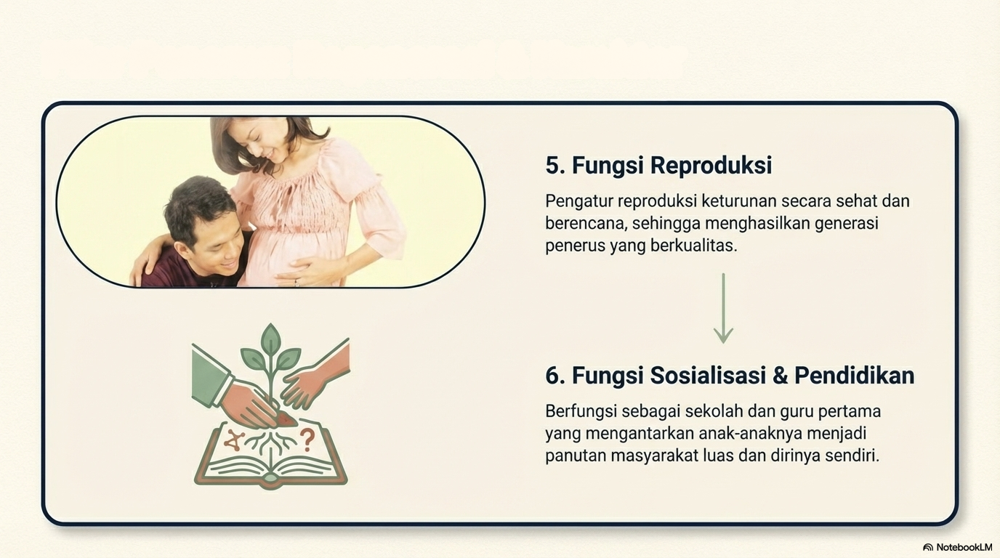 5. Fungsi Reproduksi
Pengatur reproduksi keturunan secara sehat dan
berencana, sehingga menghasilkan generasi
penerus yang berkualitas.
6. Fungsi Sosialisasi & Pendidikan
Berfungsi sebagai sekolah dan guru pertama
yang mengantarkan anak-anaknya menjadi
panutan masyarakat luas dan dirinya sendiri.
?
NotebookLM